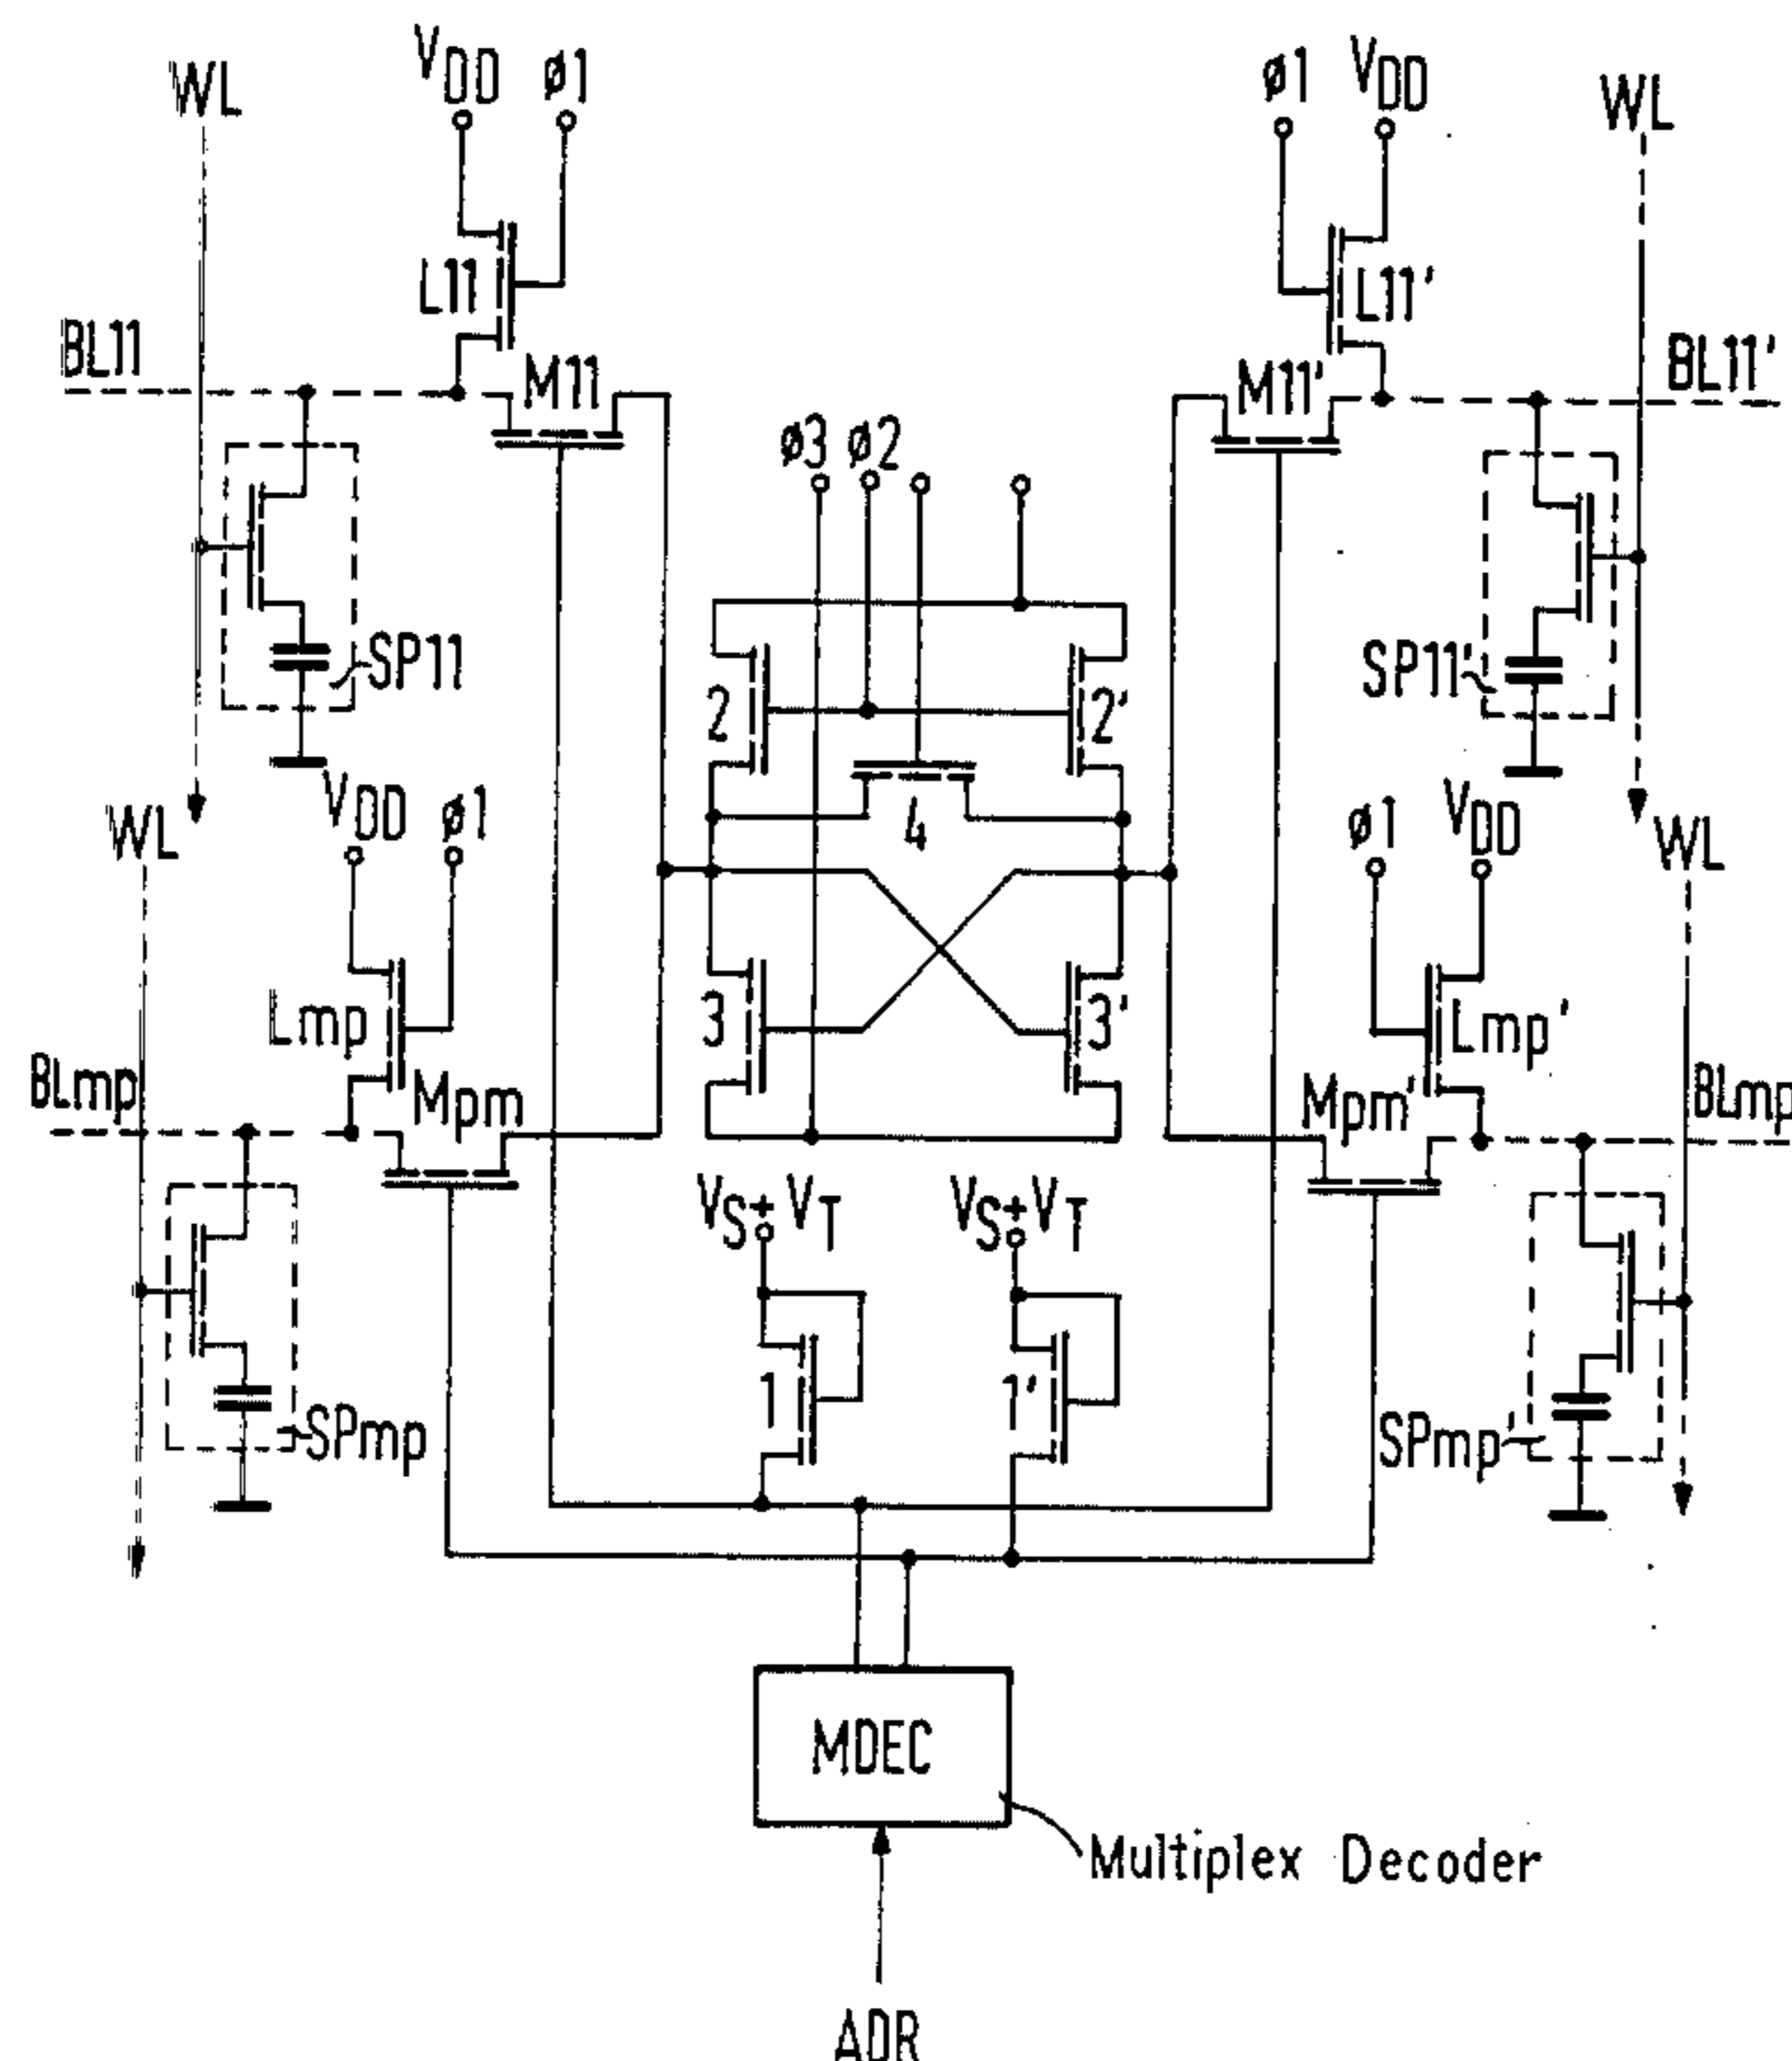 WL
VDD ø1
ø1 VDD
WL
L11
L11'
BL11
M11
M11'
BL11'
ø3 ø2
SP11
SP11'
2
2'
4
VDD ø1
ø1 VDD
WL
WL
Lmp
Lmp'
3
3'
BLmp
Mpm
Mpm'
BLmp
VS+VT
VS+VT
1
1'
SPmp
SPmp'
MDEC
Multiplex Decoder
ADR